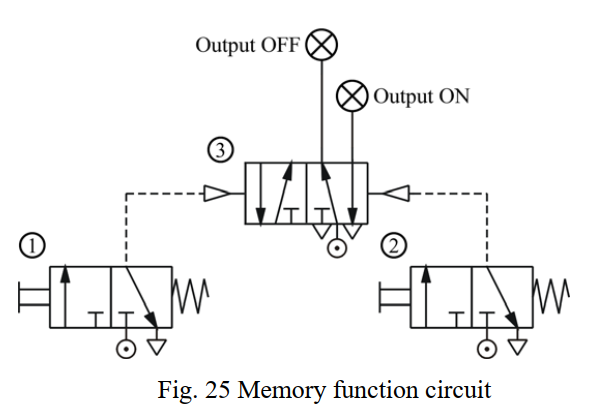 Output OFF
Output ON
3
1
2
Fig. 25 Memory function circuit